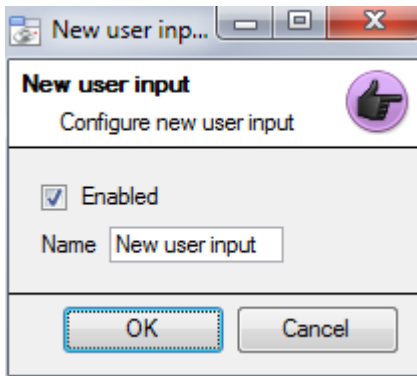 New user inp...
New user input
Configure new user input
Enabled
Name New user input
OK Cancel